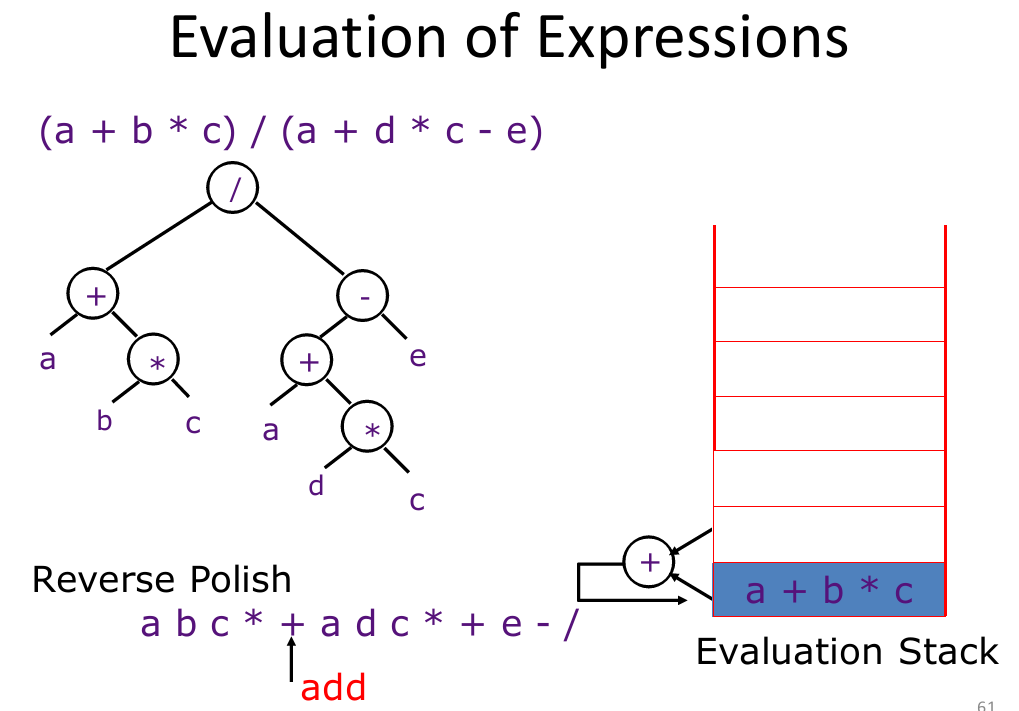 Evaluation of Expressions
(a + b * c) / (a + d * c - e)
/
+
-
a
*
+
e
b
c
a
*
d
c
+
Reverse Polish
a b c * + a d c * + e - /
add
a + b * c
Evaluation Stack
61